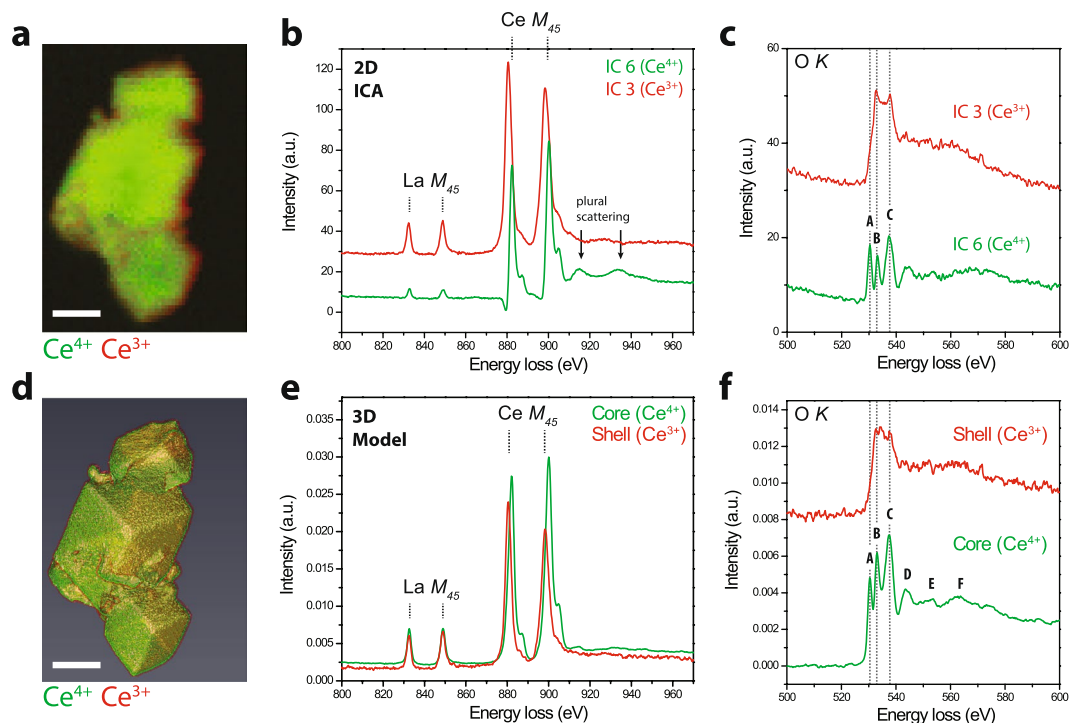 a
Ce4+ Ce3+
b
Ce M45
2D
ICA
IC 6 (Ce4+)
IC 3 (Ce3+)
La M45
plural
scattering
Intensity (a.u.)
0
20
40
60
80
100
120
800 820 840 860 880 900 920 940 960
Energy loss (eV)
c
O K
IC 3 (Ce3+)
IC 6 (Ce4+)
A
B
C
Intensity (a.u.)
0
20
40
60
500 520 540 560 580 600
Energy loss (eV)
d
Ce4+ Ce3+
e
3D
Model
Ce M45
Core (Ce4+)
Shell (Ce3+)
La M45
Intensity (a.u.)
0.000
0.005
0.010
0.015
0.020
0.025
0.030
0.035
800 820 840 860 880 900 920 940 960
Energy loss (eV)
f
O K
Shell (Ce3+)
Core (Ce4+)
A
B
C
D
E
F
Intensity (a.u.)
0.000
0.002
0.004
0.006
0.008
0.010
0.012
0.014
500 520 540 560 580 600
Energy loss (eV)